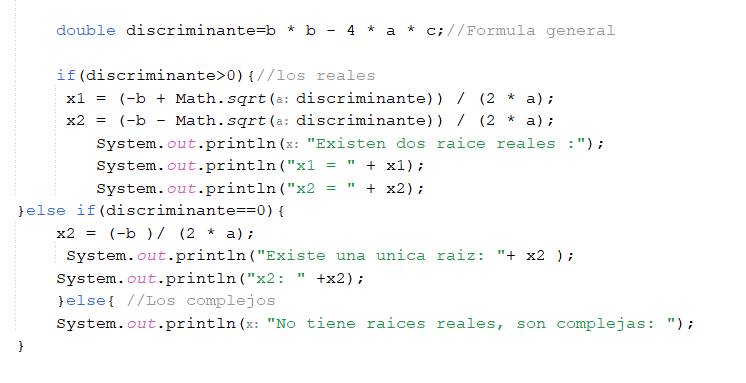 double discriminante=b * b - 4 * a * c;//Formula general
if(discriminante>0){//los reales
x1 = (-b + Math.sqrt(a: discriminante)) / (2 * a);
x2 = (-b - Math.sqrt(a: discriminante)) / (2 * a);
System.out.println(x: "Existen dos raice reales :");
System.out.println("x1 = " + x1);
System.out.println("x2 = " + x2);
}else if(discriminante==0){
x2 = (-b )/ (2 * a);
System.out.println("Existe una unica raiz: "+ x2 );
System.out.println("x2: " +x2);
}else{ //Los complejos
System.out.println(x: "No tiene raices reales, son complejas: ");
}